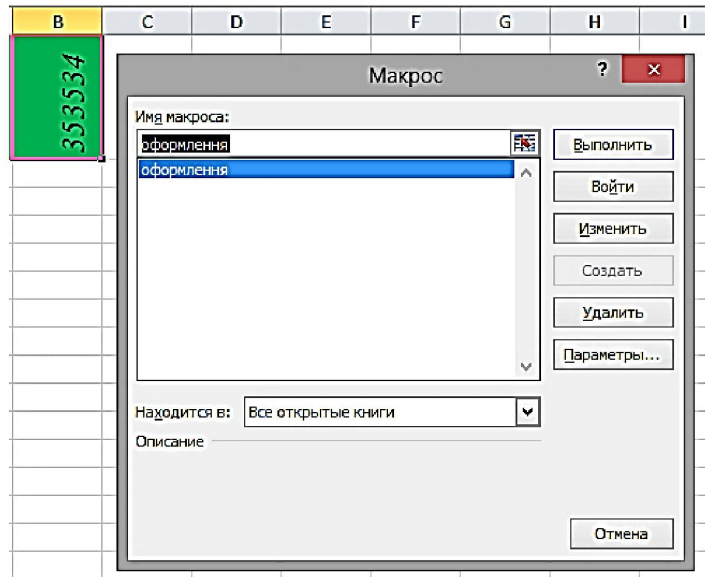 B C D E F G H I
353534
Макрос ?
Имя макроса:
оформлення
Выполнить
оформлення
Войти
Изменить
Создать
Удалить
Параметры...
Находится в: Все открытые книги
Описание
Отмена